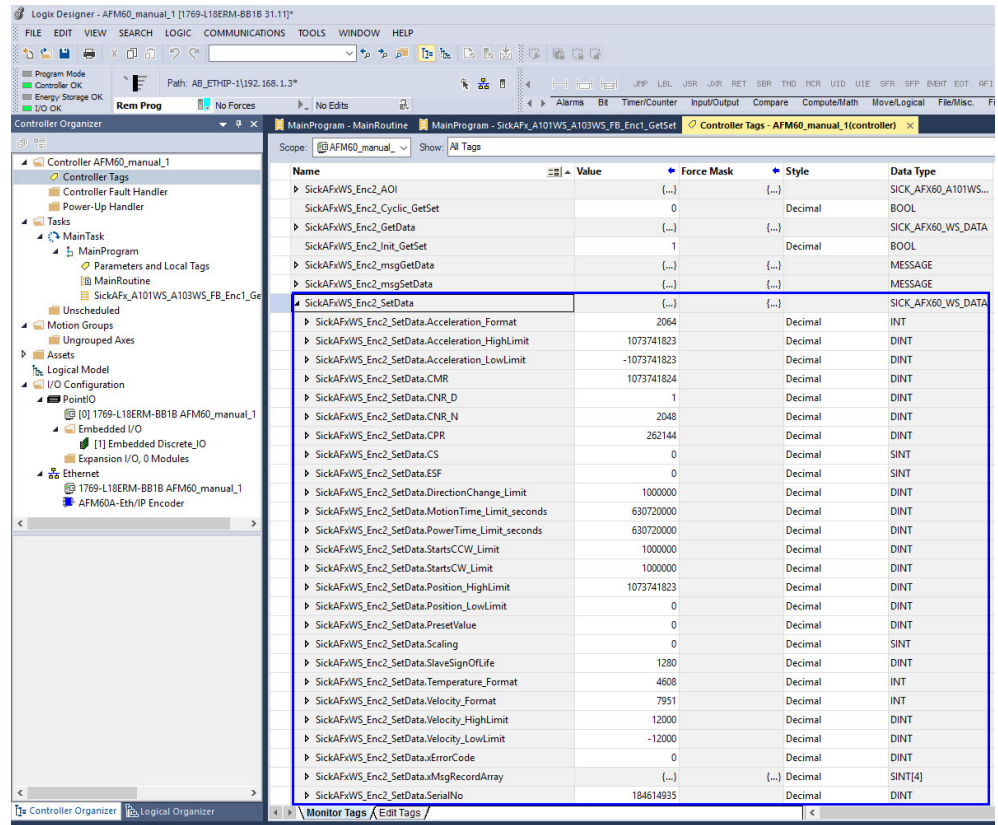 Logix Designer - AFM60_manual_1 [1769-L18ERM-BB1B 31.11]*
FILE EDIT VIEW SEARCH LOGIC COMMUNICATIONS TOOLS WINDOW HELP
Program Mode
Controller OK
Energy Storage OK
I/O OK
Path: AB_ETHIP-1\192.168.1.3*
Rem Prog No Forces No Edits
JMP LBL JSR JXR RET SBR TND MCR UID UIE SFR SFP EVENT EOT AFI
Alarms Bit Timer/Counter Input/Output Compare Compute/Math Move/Logical File/Misc. Fi
Controller Organizer
MainProgram - MainRoutine MainProgram - SickAFx_A101WS_A103WS_FB_Enc1_GetSet Controller Tags - AFM60_manual_1(controller)
Scope: AFM60_manual_ Show: All Tags
Controller AFM60_manual_1
Controller Tags
Controller Fault Handler
Power-Up Handler
Tasks
MainTask
MainProgram
Parameters and Local Tags
MainRoutine
SickAFx_A101WS_A103WS_FB_Enc1_Ge
Unscheduled
Motion Groups
Ungrouped Axes
Assets
Logical Model
I/O Configuration
PointIO
[0] 1769-L18ERM-BB1B AFM60_manual_1
Embedded I/O
[1] Embedded Discrete_IO
Expansion I/O, 0 Modules
Ethernet
1769-L18ERM-BB1B AFM60_manual_1
AFM60A-Eth/IP Encoder
Controller Organizer Logical Organizer
Name Value Force Mask Style Data Type
SickAFxWS_Enc2_AOI {...} {...} SICK_AFX60_A101WS...
SickAFxWS_Enc2_Cyclic_GetSet 0 Decimal BOOL
SickAFxWS_Enc2_GetData {...} {...} SICK_AFX60_WS_DATA
SickAFxWS_Enc2_Init_GetSet 1 Decimal BOOL
SickAFxWS_Enc2_msgGetData {...} {...} MESSAGE
SickAFxWS_Enc2_msgSetData {...} {...} MESSAGE
SickAFxWS_Enc2_SetData {...} {...} SICK_AFX60_WS_DATA
SickAFxWS_Enc2_SetData.Acceleration_Format 2064 Decimal INT
SickAFxWS_Enc2_SetData.Acceleration_HighLimit 1073741823 Decimal DINT
SickAFxWS_Enc2_SetData.Acceleration_LowLimit -1073741823 Decimal DINT
SickAFxWS_Enc2_SetData.CMR 1073741824 Decimal DINT
SickAFxWS_Enc2_SetData.CNR_D 1 Decimal DINT
SickAFxWS_Enc2_SetData.CNR_N 2048 Decimal DINT
SickAFxWS_Enc2_SetData.CPR 262144 Decimal DINT
SickAFxWS_Enc2_SetData.CS 0 Decimal SINT
SickAFxWS_Enc2_SetData.ESF 0 Decimal SINT
SickAFxWS_Enc2_SetData.DirectionChange_Limit 1000000 Decimal DINT
SickAFxWS_Enc2_SetData.MotionTime_Limit_seconds 630720000 Decimal DINT
SickAFxWS_Enc2_SetData.PowerTime_Limit_seconds 630720000 Decimal DINT
SickAFxWS_Enc2_SetData.StartsCCW_Limit 1000000 Decimal DINT
SickAFxWS_Enc2_SetData.StartsCW_Limit 1000000 Decimal DINT
SickAFxWS_Enc2_SetData.Position_HighLimit 1073741823 Decimal DINT
SickAFxWS_Enc2_SetData.Position_LowLimit 0 Decimal DINT
SickAFxWS_Enc2_SetData.PresetValue 0 Decimal DINT
SickAFxWS_Enc2_SetData.Scaling 0 Decimal SINT
SickAFxWS_Enc2_SetData.SlaveSignOfLife 1280 Decimal DINT
SickAFxWS_Enc2_SetData.Temperature_Format 4608 Decimal INT
SickAFxWS_Enc2_SetData.Velocity_Format 7951 Decimal INT
SickAFxWS_Enc2_SetData.Velocity_HighLimit 12000 Decimal DINT
SickAFxWS_Enc2_SetData.Velocity_LowLimit -12000 Decimal DINT
SickAFxWS_Enc2_SetData.xErrorCode 0 Decimal DINT
SickAFxWS_Enc2_SetData.xMsgRecordArray {...} {...} Decimal SINT[4]
SickAFxWS_Enc2_SetData.SerialNo 184614935 Decimal DINT
Monitor Tags Edit Tags